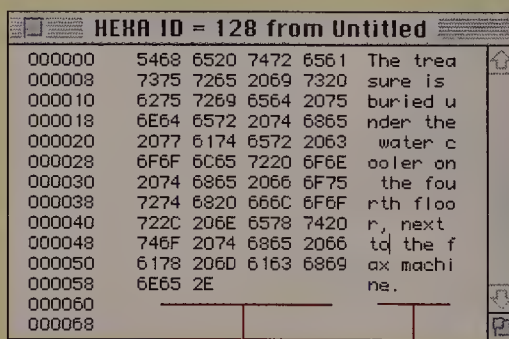 HEXA ID = 128 from Untitled
000000 5468 6520 7472 6561 The trea
000008 7375 7265 2069 7320 sure is
000010 6275 7269 6564 2075 buried u
000018 6E64 6572 2074 6865 nder the
000020 2077 6174 6572 2063 water c
000028 6F6F 6C65 7220 6F6E ooler on
000030 2074 6865 2066 6F75 the fou
000038 7274 6820 666C 6F6F rth floo
000040 722C 206E 6578 7420 r, next
000048 746F 2074 6865 2066 to the f
000050 6178 206D 6163 6869 ax machi
000058 6E65 2E ne.
000060
000068